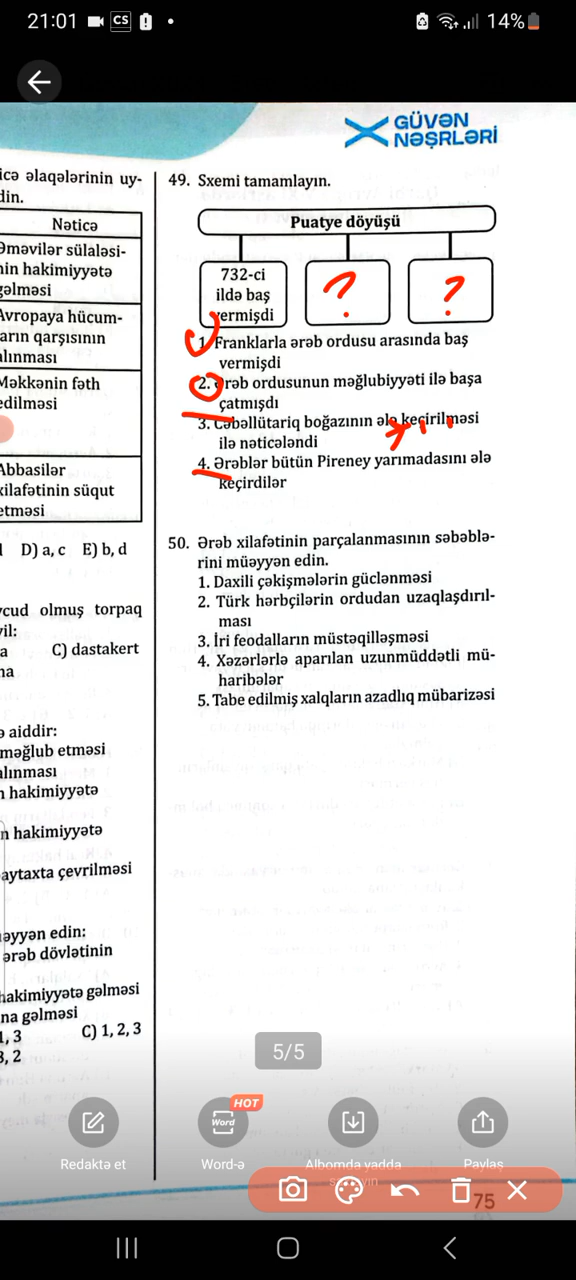 21:01 CS 14%
GÜVƏN
NƏŞRLƏRİ
icə əlaqələrinin uy-
din.
Nəticə
Əməvilər sülaləsi-
nin hakimiyyətə
gəlməsi
Avropaya hücum-
ların qarşısının
alınması
Məkkənin fəth
edilməsi
Abbasilər
xilafətinin süqut
etməsi
D) a, c E) b, d
vcud olmuş torpaq
vil:
a C) dastakert
na
ə aiddir:
məğlub etməsi
alınması
n hakimiyyətə
n hakimiyyətə
aytaxta çevrilməsi
əyyən edin:
ərəb dövlətinin
hakimiyyətə gəlməsi
na gəlməsi
1, 3 C) 1, 2, 3
3, 2
49. Sxemi tamamlayın.
Puatye döyüşü
732-ci
ildə baş
vermişdi
?
?
1. Franklarla ərəb ordusu arasında baş
vermişdi
2. Ərəb ordusunun məğlubiyyəti ilə başa
çatmışdı
3. Cəbəllütariq boğazının ələ keçirilməsi
ilə nəticələndi
4. Ərəblər bütün Pireney yarımadasını ələ
keçirdilər
50. Ərəb xilafətinin parçalanmasının səbəblə-
rini müəyyən edin.
1. Daxili çəkişmələrin güclənməsi
2. Türk hərbçilərin ordudan uzaqlaşdırıl-
ması
3. İri feodalların müstəqilləşməsi
4. Xəzərlərlə aparılan uzunmüddətli mü-
haribələr
5. Tabe edilmiş xalqların azadlıq mübarizəsi
5/5
HOT
Word
Redaktə et
Word-ə
Albomda yadda
Paylaş
75